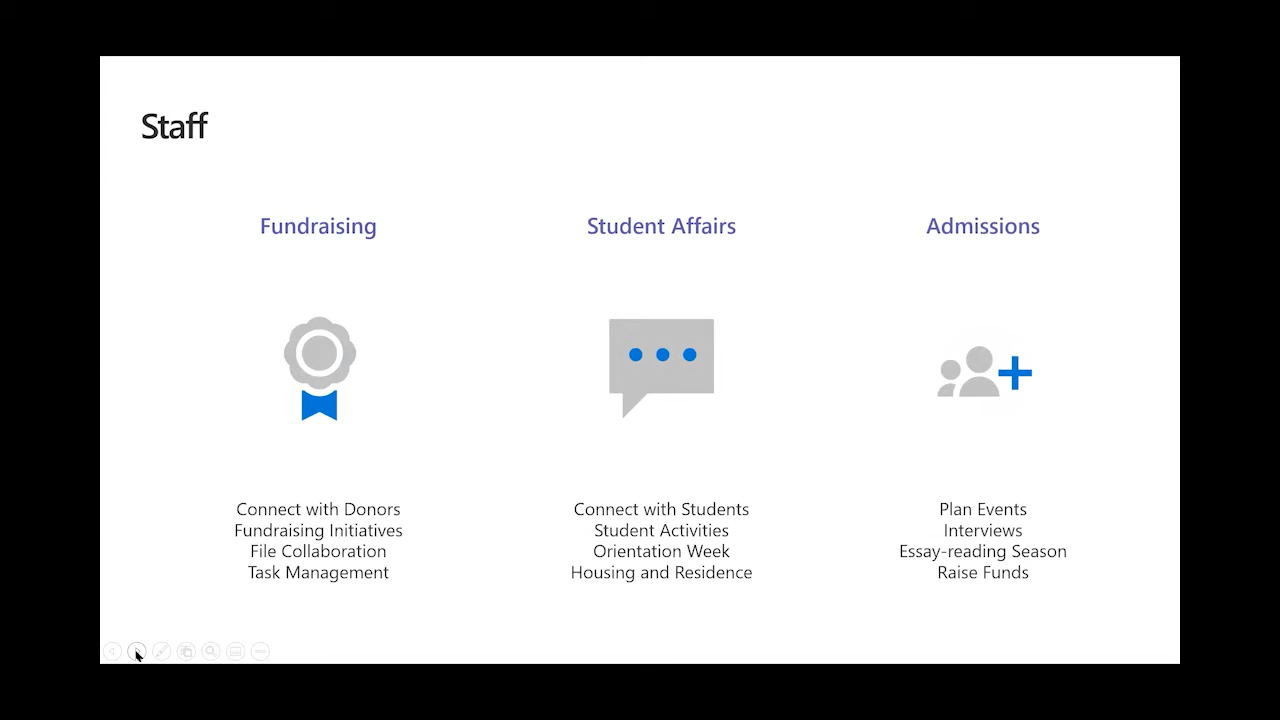 Staff
Fundraising
Connect with Donors
Fundraising Initiatives
File Collaboration
Task Management
Student Affairs
Connect with Students
Student Activities
Orientation Week
Housing and Residence
Admissions
Plan Events
Interviews
Essay-reading Season
Raise Funds